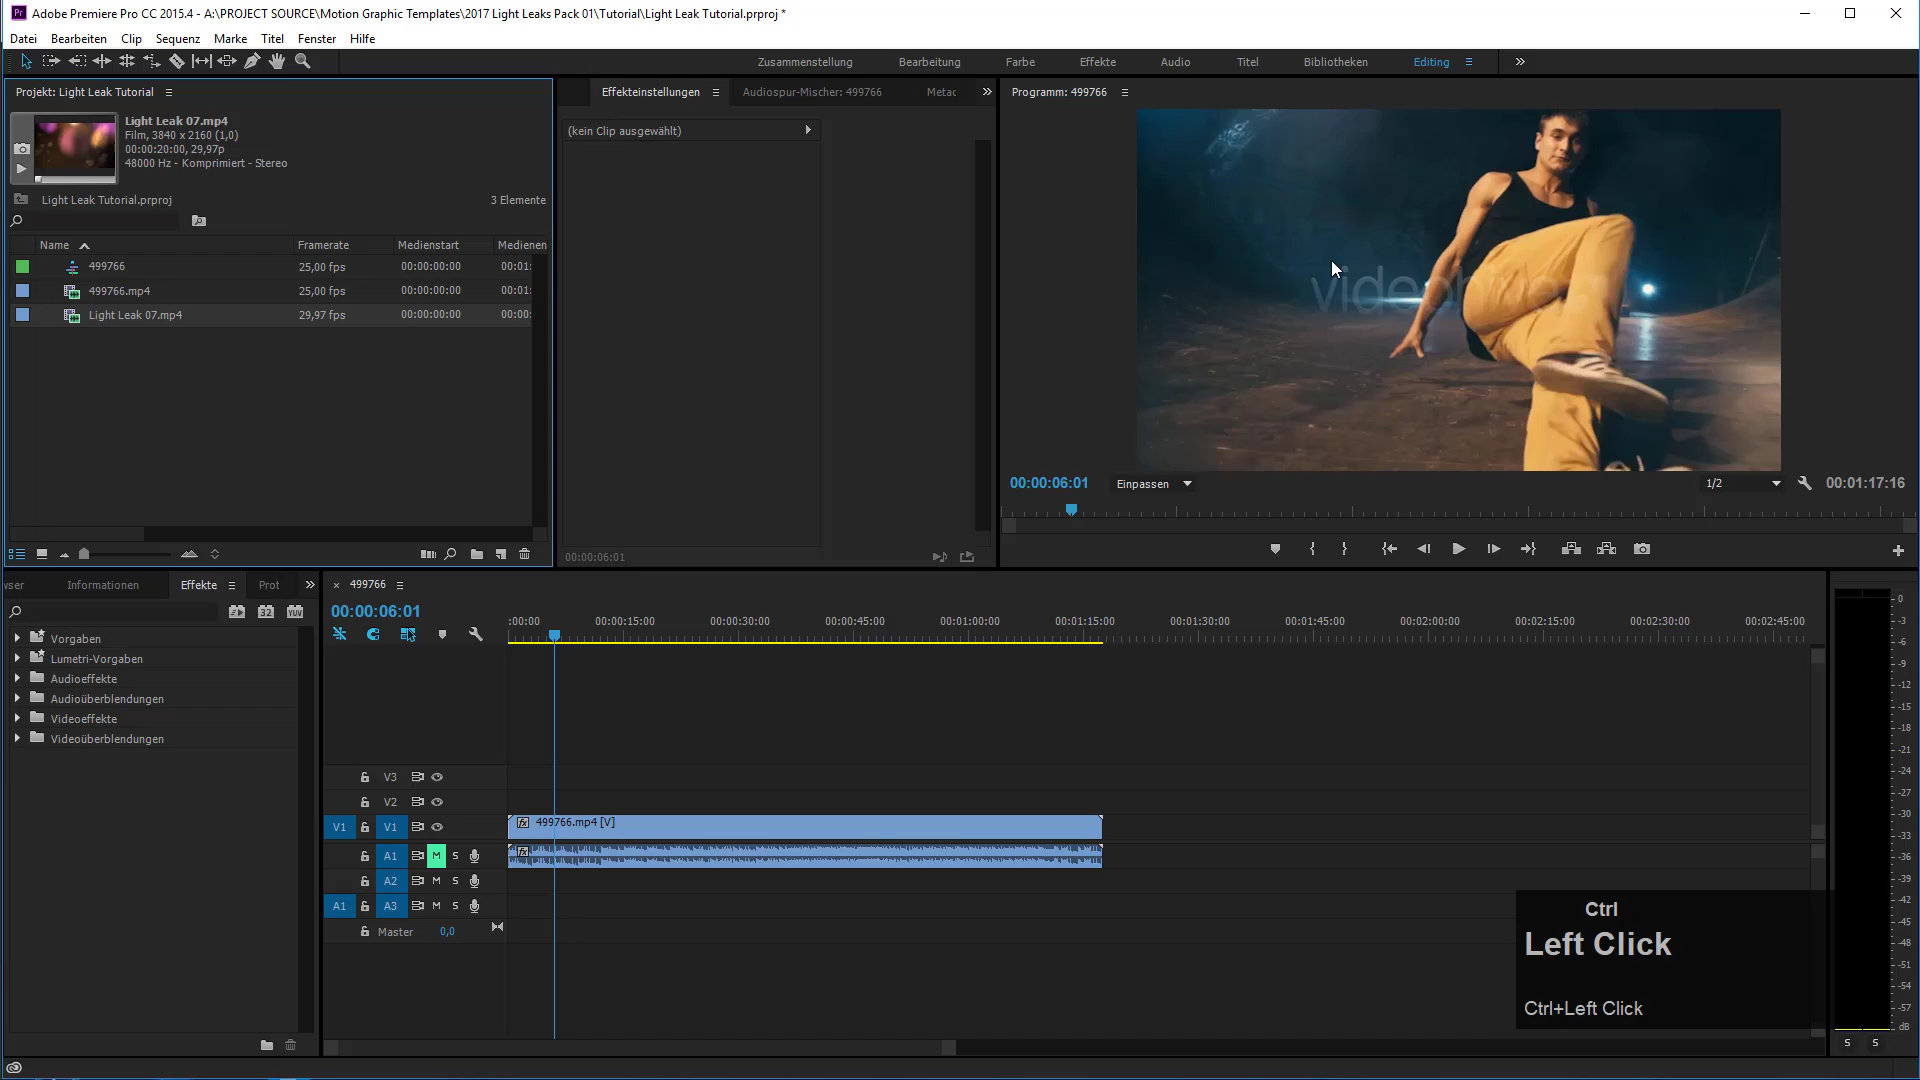 Adobe Premiere Pro CC 2015.4 - A:\PROJECT SOURCE\Motion Graphic Templates\2017 Light Leaks Pack 01\Tutorial\Light Leak Tutorial.prproj *
Datei Bearbeiten Clip Sequenz Marke Titel Fenster Hilfe
Zusammenstellung Bearbeitung Farbe Effekte Audio Titel Bibliotheken Editing
Projekt: Light Leak Tutorial
Light Leak 07.mp4
Film, 3840 x 2160 (1,0)
00:00:20:00, 29,97p
48000 Hz - Komprimiert - Stereo
Light Leak Tutorial.prproj 3 Elemente
Name Framerate Medienstart Medienen
499766 25,00 fps 00:00:00:00 00:01:
499766.mp4 25,00 fps 00:00:00:00 00:01:
Light Leak 07.mp4 29,97 fps 00:00:00:00 00:00:
Effekteinstellungen Audiospur-Mischer: 499766 Metac
(kein Clip ausgewählt)
00:00:06:01
Programm: 499766
00:00:06:01 Einpassen 1/2 00:01:17:16
wser Informationen Effekte Prot
32 YUV
Vorgaben
Lumetri-Vorgaben
Audioeffekte
Audioüberblendungen
Videoeffekte
Videoüberblendungen
499766
00:00:06:01
:00:00 00:00:15:00 00:00:30:00 00:00:45:00 00:01:00:00 00:01:15:00 00:01:30:00 00:01:45:00 00:02:00:00 00:02:15:00 00:02:30:00 00:02:45:00
V3
V2
V1 V1 fx 499766.mp4 [V]
A1 M S fx
A2 M S
A1 A3 M S
Master 0,0
0
-3
-6
-9
-12
-15
-18
-21
-24
-27
-30
-33
-36
-39
-42
-45
-48
-51
-54
-57
dB
S S
Ctrl
Left Click
Ctrl+Left Click